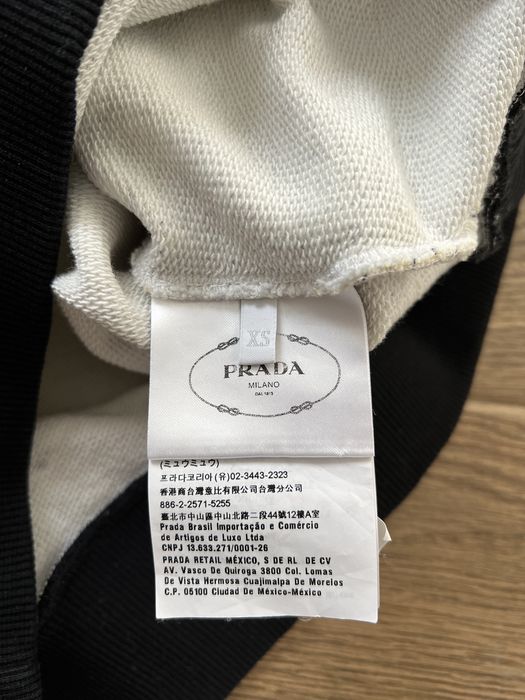 XS
PRADA
MILANO
DAL 1913
(ミュウミュウ)
프라다코리아(유)02-3443-2323
香港商台灣壹比有限公司台灣分公司
886-2-2571-5255
臺北市中山區中山北路二段44號12樓A室
Prada Brasil Importação e Comércio
de Artigos de Luxo Ltda
CNPJ 13.633.271/0001-26
PRADA RETAIL MÉXICO, S DE RL DE CV
AV. Vasco De Quiroga 3800 Col. Lomas
De Vista Hermosa Cuajimalpa De Morelos
C.P. 05100 Ciudad De México-México